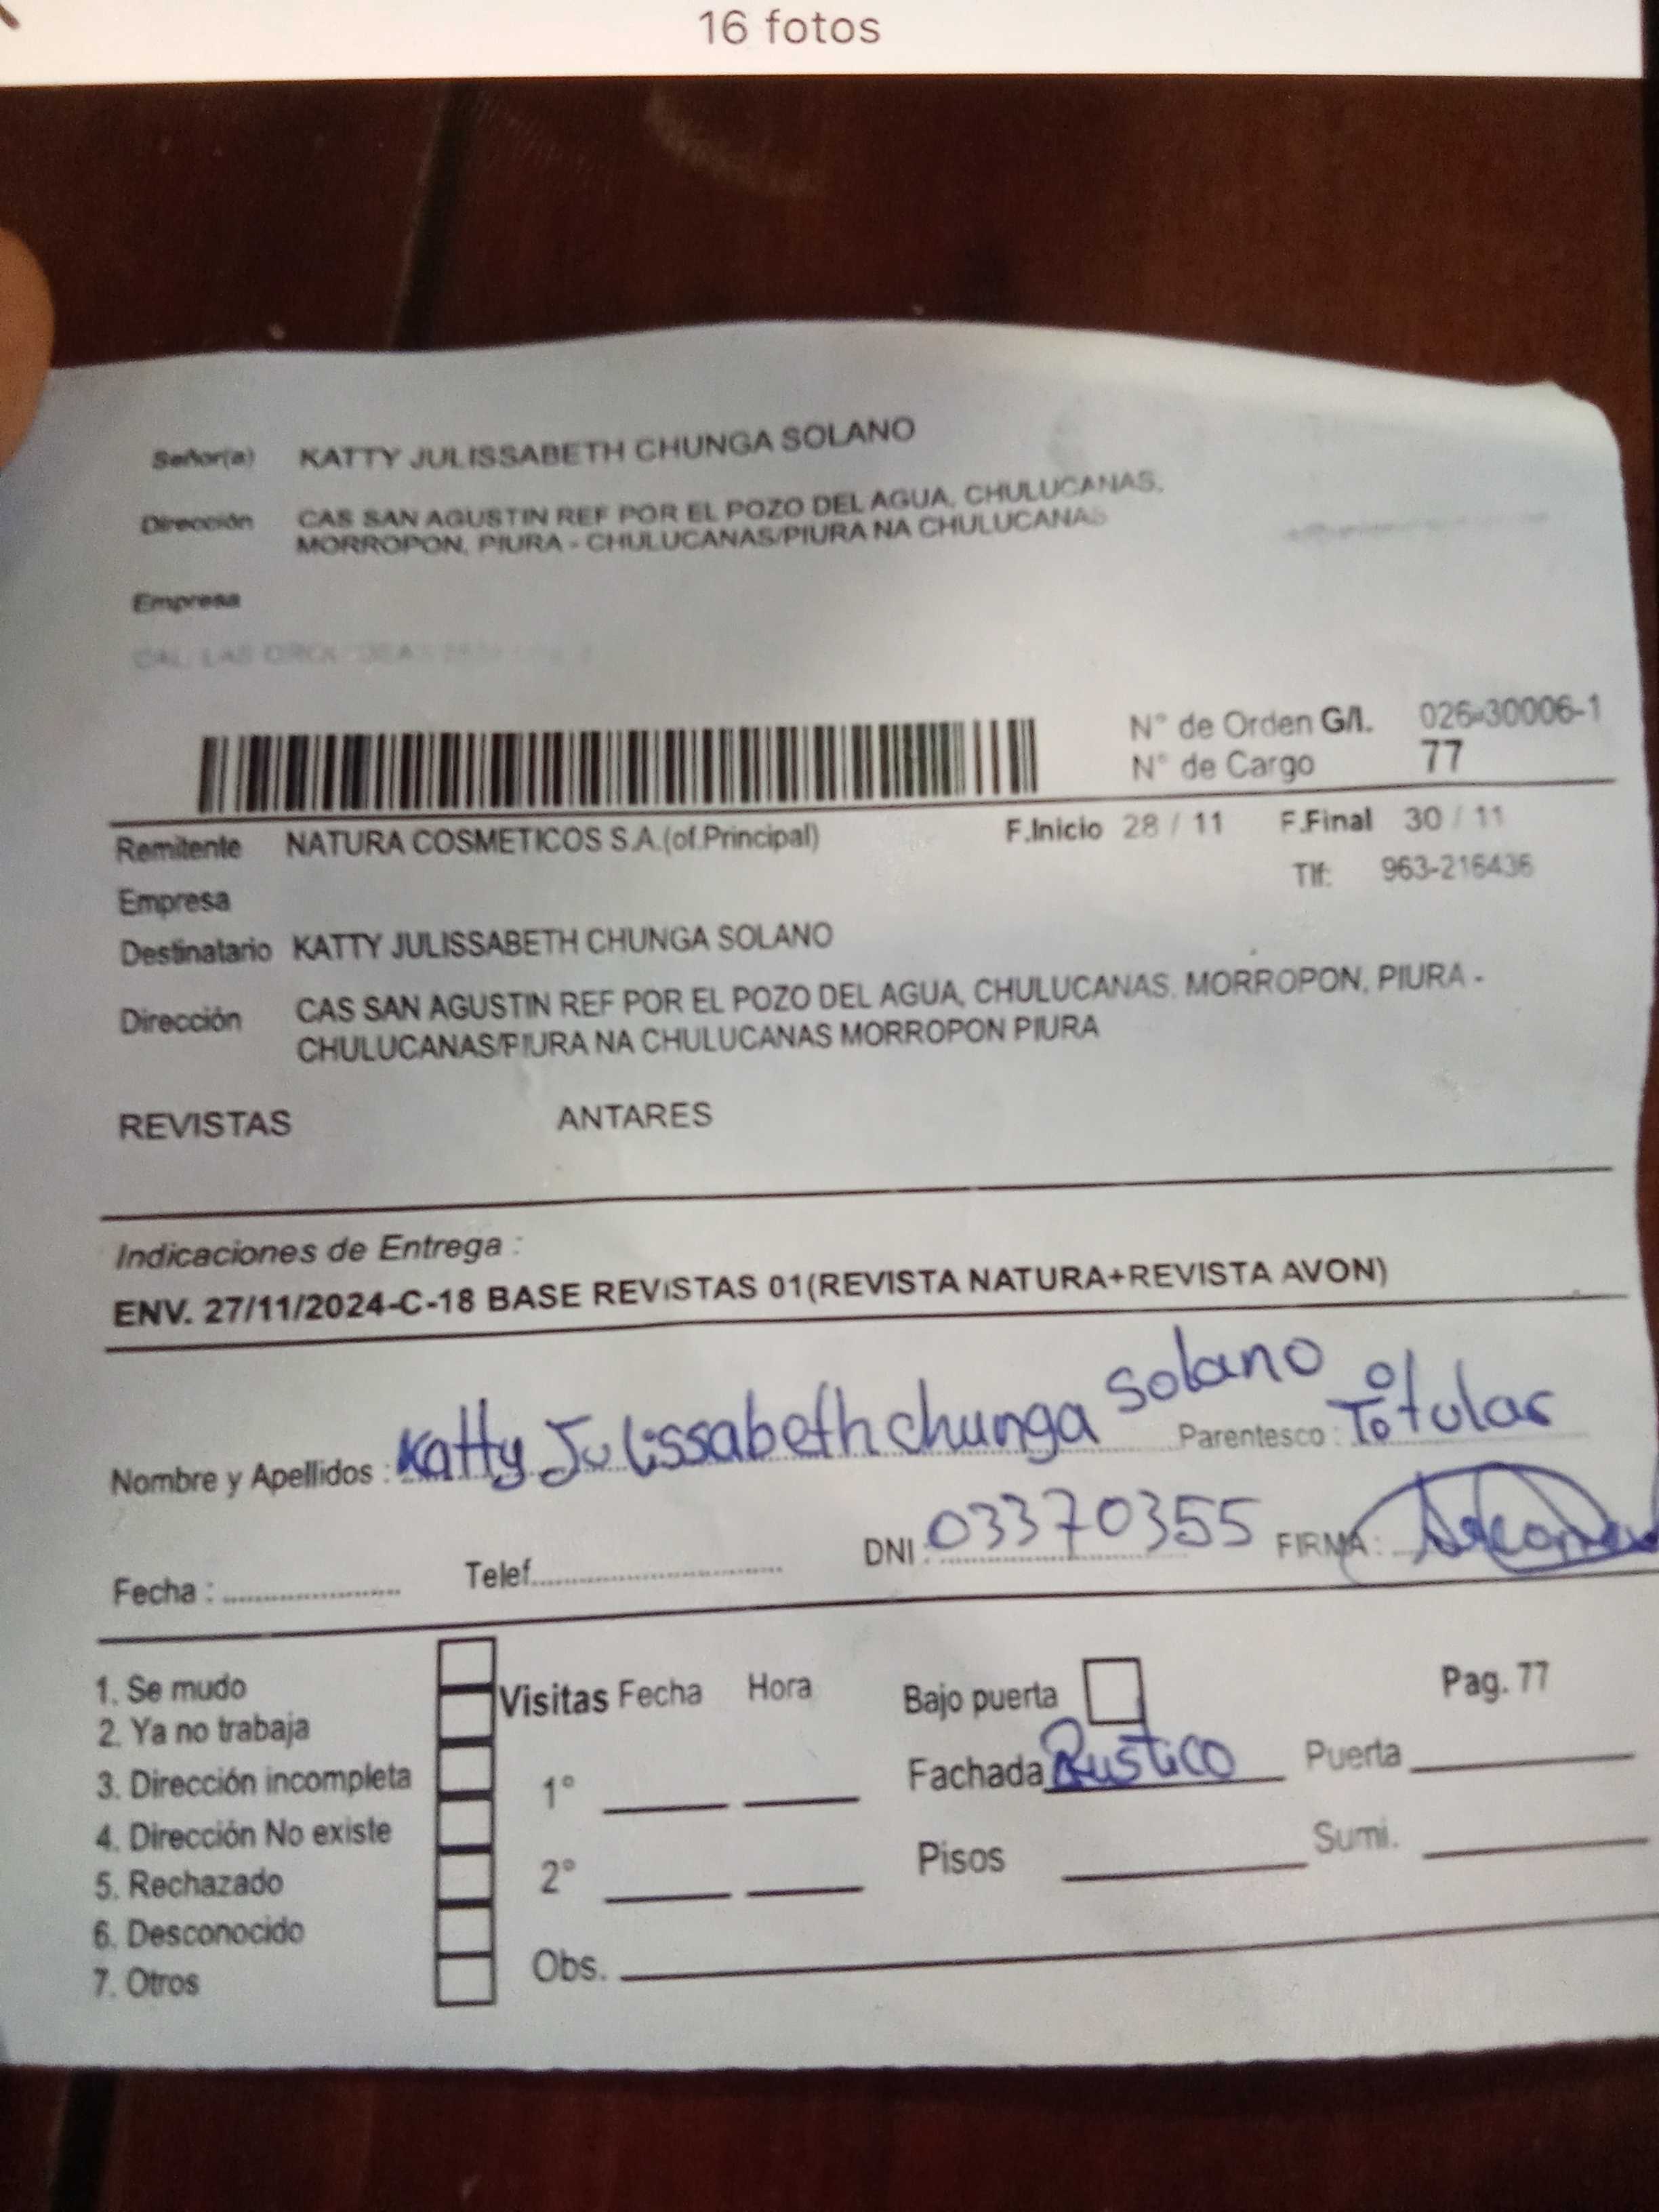 16 fotos
Señor(a) KATTY JULISSABETH CHUNGA SOLANO
Dirección CAS SAN AGUSTIN REF POR EL POZO DEL AGUA, CHULUCANAS,
MORROPON, PIURA - CHULUCANAS/PIURA NA CHULUCANAS
Empresa
CAL. LAS
N° de Orden G/I. 026-30006-1
N° de Cargo 77
Remitente NATURA COSMETICOS S.A.(of.Principal) F.Inicio 28 / 11 F.Final 30 / 11
Tlf: 963-216436
Empresa
Destinatario KATTY JULISSABETH CHUNGA SOLANO
Dirección CAS SAN AGUSTIN REF POR EL POZO DEL AGUA, CHULUCANAS, MORROPON, PIURA -
CHULUCANAS/PIURA NA CHULUCANAS MORROPON PIURA
REVISTAS ANTARES
Indicaciones de Entrega :
ENV. 27/11/2024-C-18 BASE REVISTAS 01(REVISTA NATURA+REVISTA AVON)
Nombre y Apellidos : Katty Julissabeth chunga Solano Parentesco : Titular
Fecha : Telef. DNI : 03370355 FIRMA :
1. Se mudo
2. Ya no trabaja
3. Dirección incompleta
4. Dirección No existe
5. Rechazado
6. Desconocido
7. Otros
Visitas Fecha Hora
1°
2°
Obs.
Bajo puerta Pag. 77
Fachada Rustico Puerta
Pisos Sumi.